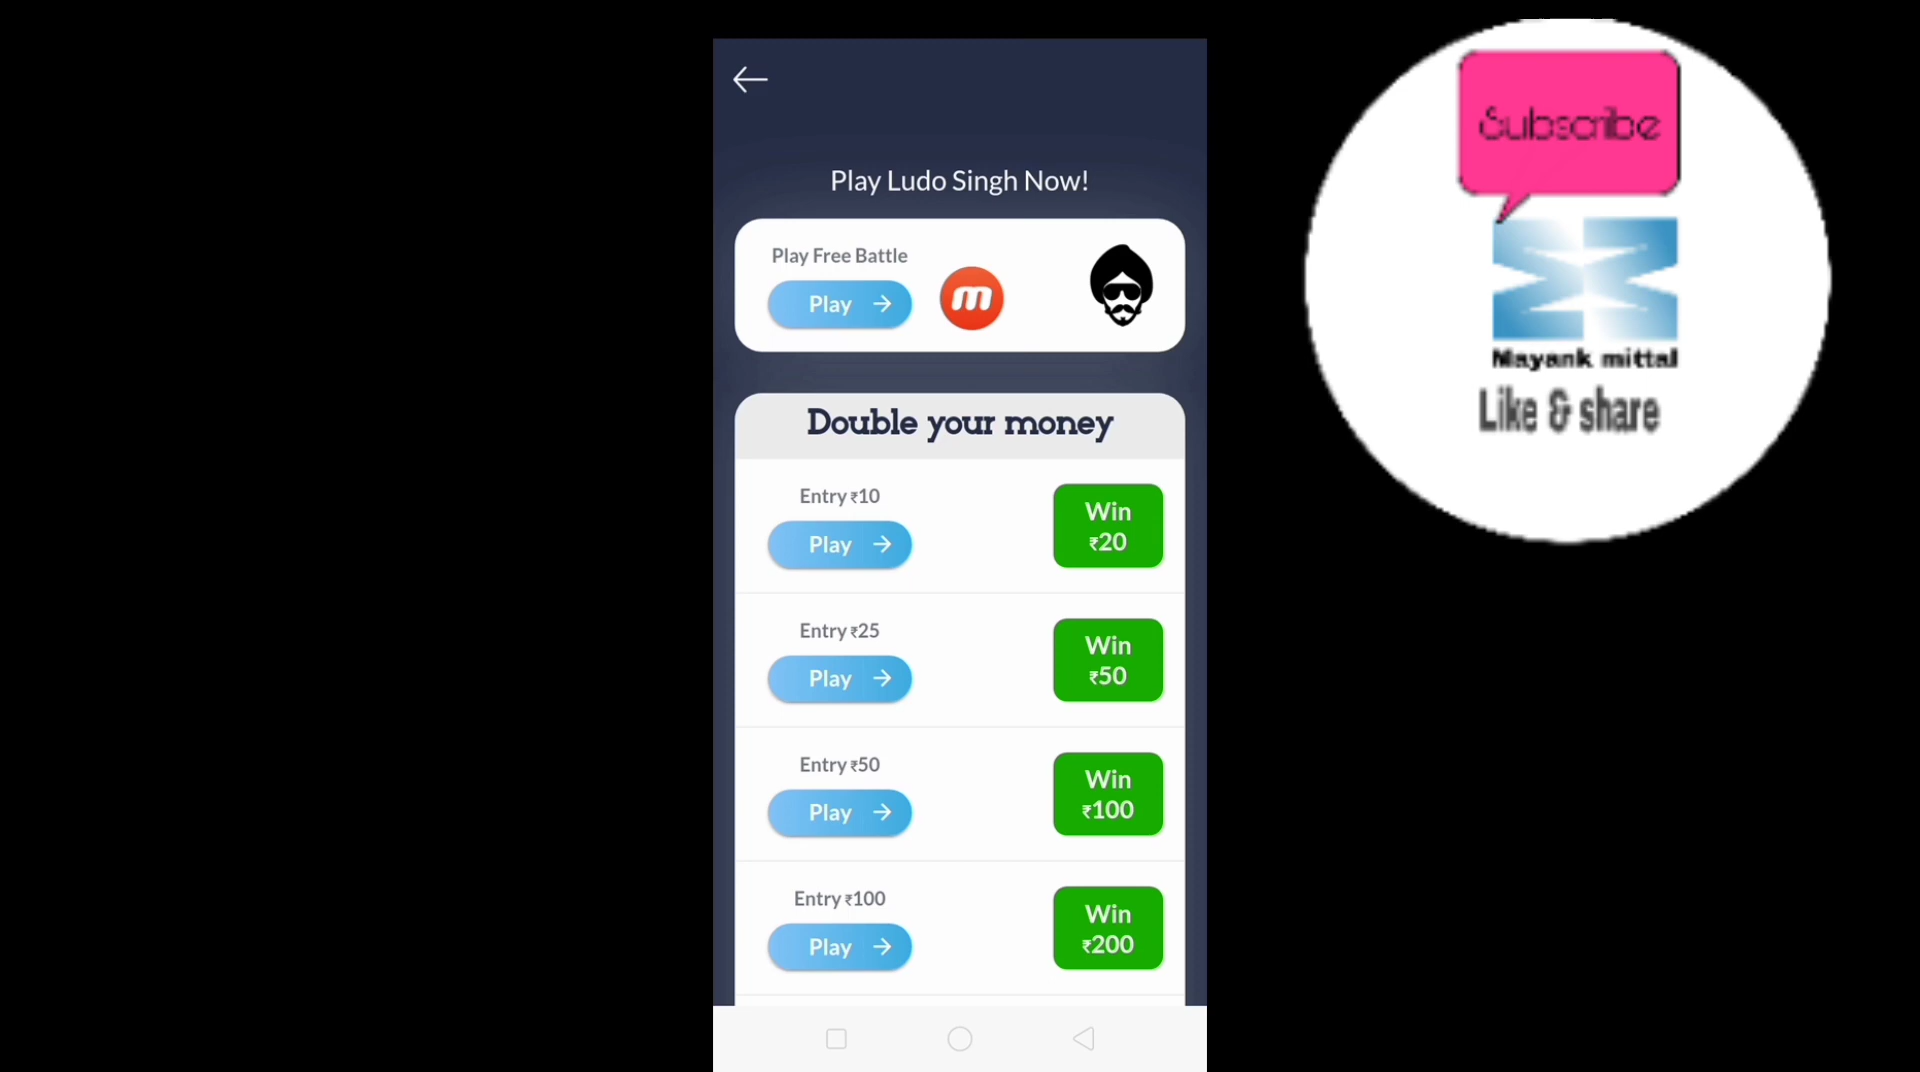 Play Ludo Singh Now!
Play Free Battle
Play
m
Double your money
Entry ₹10
Play
Win
₹20
Entry ₹25
Play
Win
₹50
Entry ₹50
Play
Win
₹100
Entry ₹100
Play
Win
₹200
Subscribe
Mayank mittal
Like & share